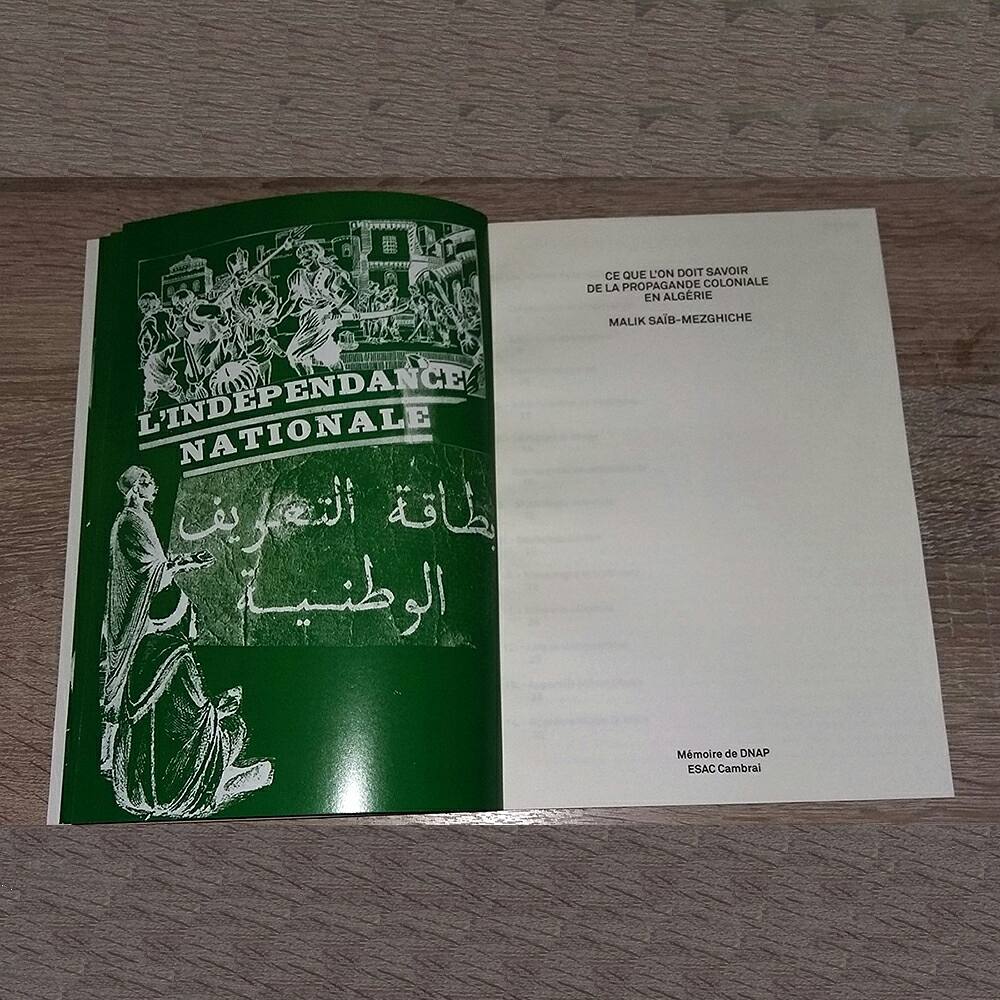 L'INDÉPENDANCE
NATIONALE
بطاقة التعريف
الوطنية
CE QUE L'ON DOIT SAVOIR
DE LA PROPAGANDE COLONIALE
EN ALGÉRIE
MALIK SAÏB-MEZGHICHE
Mémoire de DNAP
ESAC Cambrai